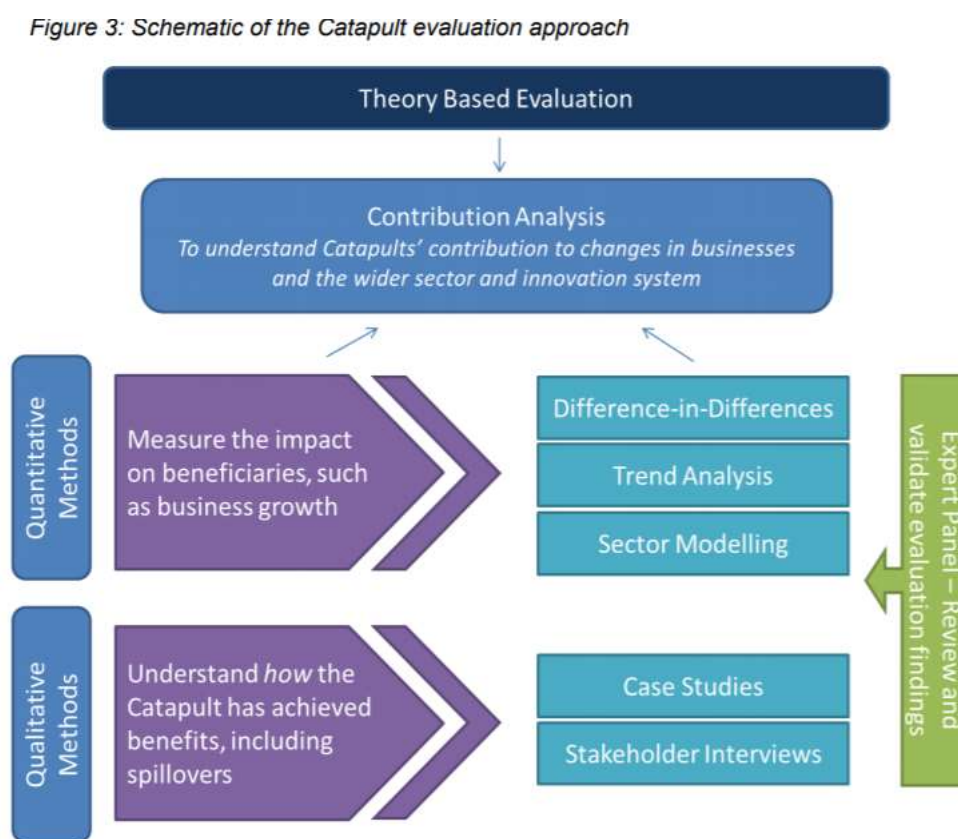 Figure 3: Schematic of the Catapult evaluation approach
Theory Based Evaluation
Contribution Analysis
To understand Catapults' contribution to changes in businesses
and the wider sector and innovation system
Quantitative
Methods
Measure the impact
on beneficiaries, such
as business growth
Difference-in-Differences
Trend Analysis
Sector Modelling
Qualitative
Methods
Understand how the
Catapult has achieved
benefits, including
spillovers
Case Studies
Stakeholder Interviews
Expert Panel – Review and
validate evaluation findings